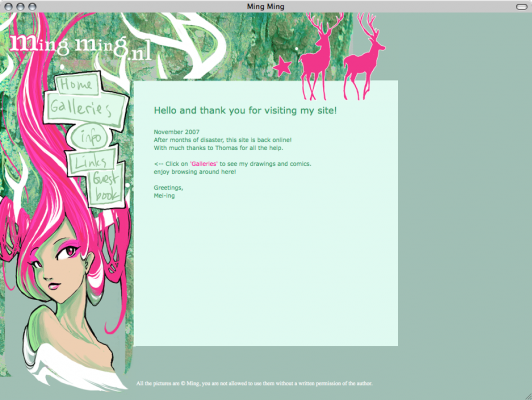 Ming Ming
ming ming.nl
Home
Galleries
info
Links
Guest
book
Hello and thank you for visiting my site!
November 2007
After months of disaster, this site is back online!
With much thanks to Thomas for all the help.
<-- Click on 'Galleries' to see my drawings and comics.
enjoy browsing around here!
Greetings,
Mei-ing
All the pictures are © Ming, you are not allowed to use them without a written permission of the author.